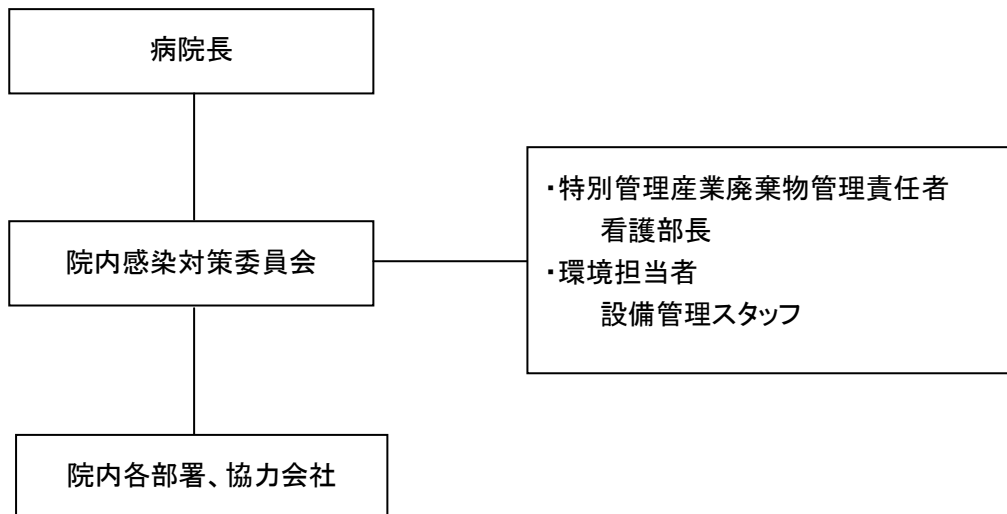 病院長
・特別管理産業廃棄物管理責任者
看護部長
院内感染対策委員会
・環境担当者
設備管理スタッフ
院内各部署、協力会社